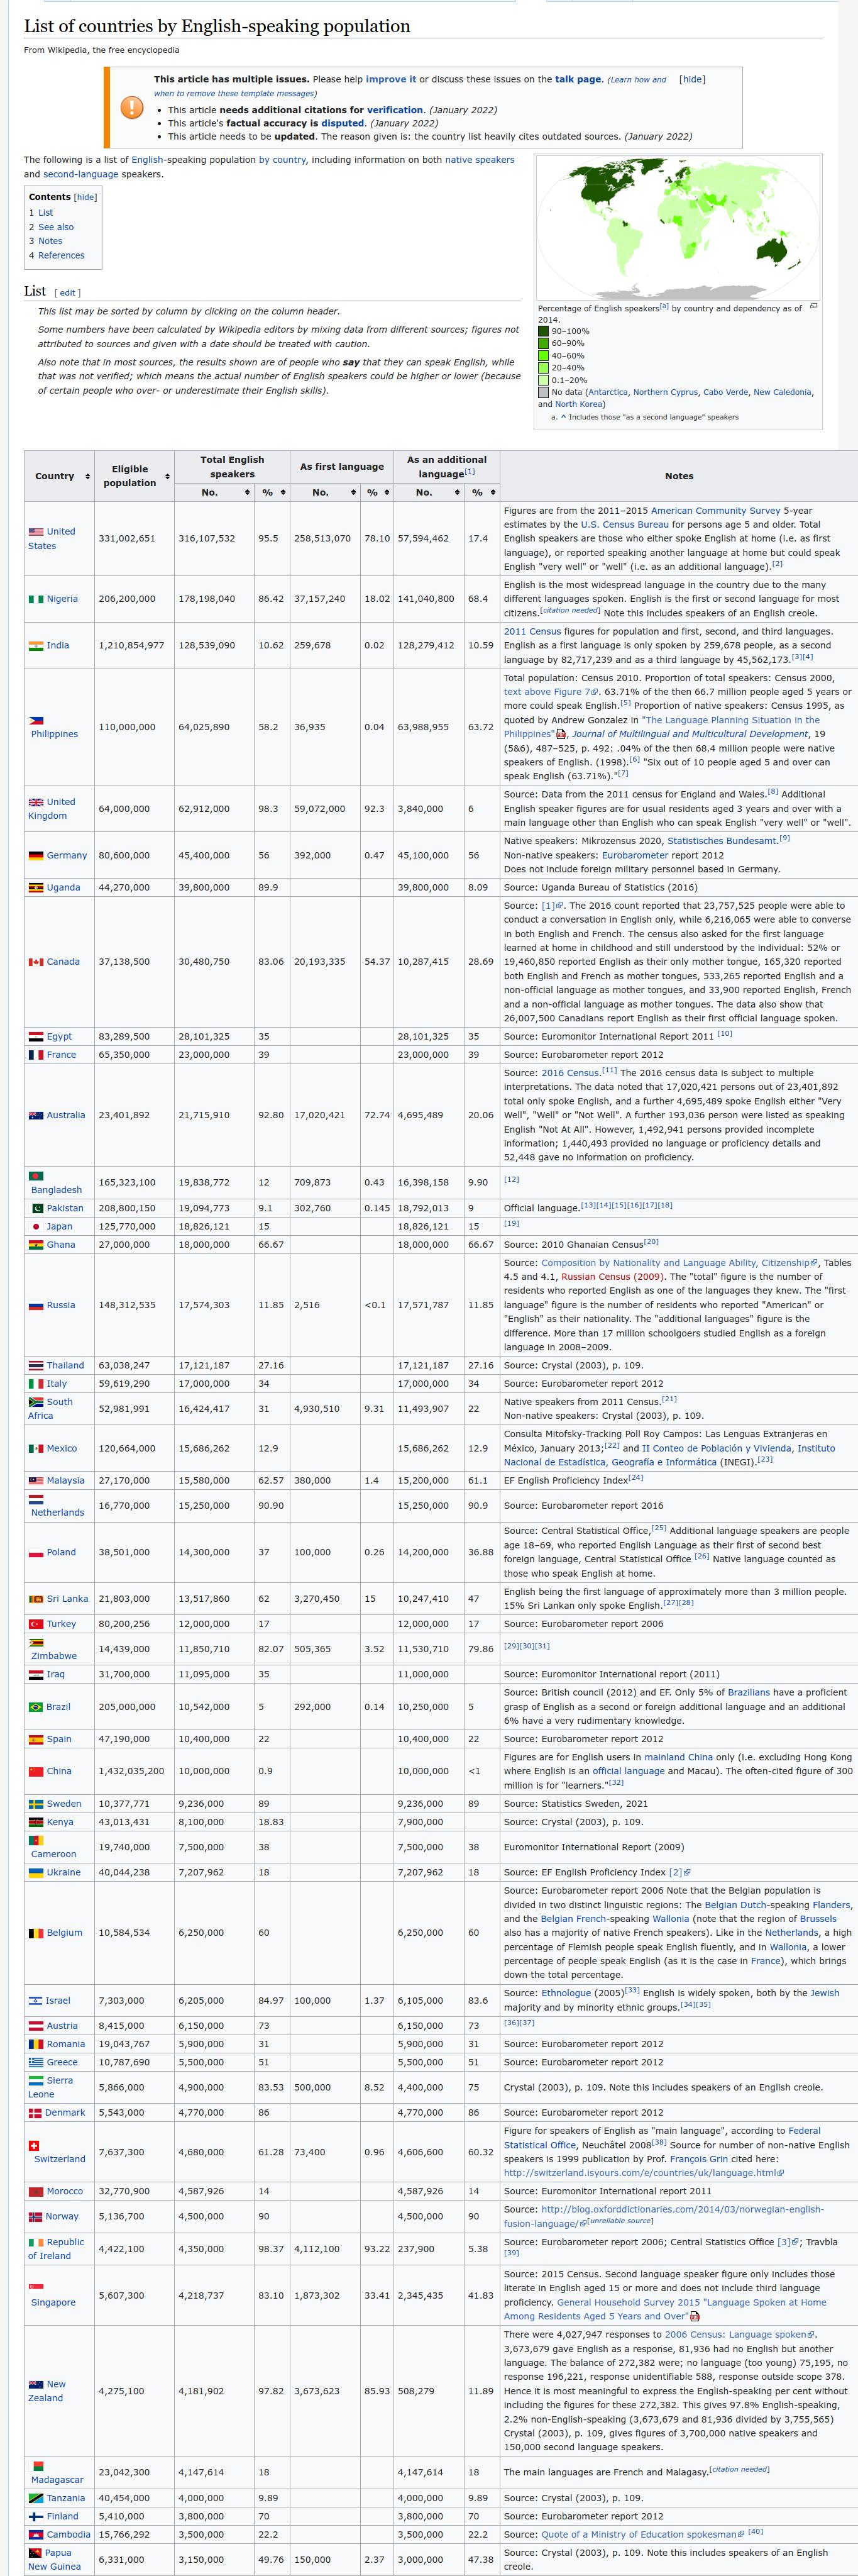 List of countries by English-speaking population
From Wikipedia, the free encyclopedia
This article has multiple issues. Please help improve it or discuss these issues on the talk page. (Learn how and [hide]
when to remove these template messages)
• This article needs additional citations for verification. (January 2022)
• This article's factual accuracy is disputed. (January 2022)
• This article needs to be updated. The reason given is: the country list heavily cites outdated sources. (January 2022)
The following is a list of English-speaking population by country, including information on both native speakers
and second-language speakers.
Contents [hide]
1 List
2 See also
3 Notes
4 References
List [ edit ]
This list may be sorted by column by clicking on the column header.
Some numbers have been calculated by Wikipedia editors by mixing data from different sources; figures not
attributed to sources and given with a date should be treated with caution.
Also note that in most sources, the results shown are of people who say that they can speak English, while
that was not verified; which means the actual number of English speakers could be higher or lower (because
of certain people who over- or underestimate their English skills).
Percentage of English speakers[a] by country and dependency as of
2014.
90–100%
60–90%
40–60%
20–40%
0.1–20%
No data (Antarctica, Northern Cyprus, Cabo Verde, New Caledonia,
and North Korea)
a. ^ Includes those "as a second language" speakers
Country Eligible population Total English speakers As first language As an additional language[1] Notes
No. % No. % No. %
United States 331,002,651 316,107,532 95.5 258,513,070 78.10 57,594,462 17.4
Figures are from the 2011–2015 American Community Survey 5-year
estimates by the U.S. Census Bureau for persons age 5 and older. Total
English speakers are those who either spoke English at home (i.e. as first
language), or reported speaking another language at home but could speak
English "very well" or "well" (i.e. as an additional language).[2]
Nigeria 206,200,000 178,198,040 86.42 37,157,240 18.02 141,040,800 68.4
English is the most widespread language in the country due to the many
different languages spoken. English is the first or second language for most
citizens.[citation needed] Note this includes speakers of an English creole.
India 1,210,854,977 128,539,090 10.62 259,678 0.02 128,279,412 10.59
2011 Census figures for population and first, second, and third languages.
English as a first language is only spoken by 259,678 people, as a second
language by 82,717,239 and as a third language by 45,562,173.[3][4]
Philippines 110,000,000 64,025,890 58.2 36,935 0.04 63,988,955 63.72
Total population: Census 2010. Proportion of total speakers: Census 2000,
text above Figure 7. 63.71% of the then 66.7 million people aged 5 years or
more could speak English.[5] Proportion of native speakers: Census 1995, as
quoted by Andrew Gonzalez in "The Language Planning Situation in the
Philippines", Journal of Multilingual and Multicultural Development, 19
(5&6), 487–525, p. 492: .04% of the then 68.4 million people were native
speakers of English. (1998).[6] "Six out of 10 people aged 5 and over can
speak English (63.71%)."[7]
United Kingdom 64,000,000 62,912,000 98.3 59,072,000 92.3 3,840,000 6
Source: Data from the 2011 census for England and Wales.[8] Additional
English speaker figures are for usual residents aged 3 years and over with a
main language other than English who can speak English "very well" or "well".
Germany 80,600,000 45,400,000 56 392,000 0.47 45,100,000 56
Native speakers: Mikrozensus 2020, Statistisches Bundesamt.[9]
Non-native speakers: Eurobarometer report 2012
Does not include foreign military personnel based in Germany.
Uganda 44,270,000 39,800,000 89.9 39,800,000 8.09 Source: Uganda Bureau of Statistics (2016)
Canada 37,138,500 30,480,750 83.06 20,193,335 54.37 10,287,415 28.69
Source: [1]. The 2016 count reported that 23,757,525 people were able to
conduct a conversation in English only, while 6,216,065 were able to converse
in both English and French. The census also asked for the first language
learned at home in childhood and still understood by the individual: 52% or
19,460,850 reported English as their only mother tongue, 165,320 reported
both English and French as mother tongues, 533,265 reported English and a
non-official language as mother tongues, and 33,900 reported English, French
and a non-official language as mother tongues. The data also show that
26,007,500 Canadians report English as their first official language spoken.
Egypt 83,289,500 28,101,325 35 28,101,325 35 Source: Euromonitor International Report 2011 [10]
France 65,350,000 23,000,000 39 23,000,000 39 Source: Eurobarometer report 2012
Australia 23,401,892 21,715,910 92.80 17,020,421 72.74 4,695,489 20.06
Source: 2016 Census.[11] The 2016 census data is subject to multiple
interpretations. The data noted that 17,020,421 persons out of 23,401,892
total only spoke English, and a further 4,695,489 spoke English either "Very
Well", "Well" or "Not Well". A further 193,036 person were listed as speaking
English "Not At All". However, 1,492,941 persons provided incomplete
information; 1,440,493 provided no language or proficiency details and
52,448 gave no information on proficiency.
Bangladesh 165,323,100 19,838,772 12 709,873 0.43 16,398,158 9.90 [12]
Pakistan 208,800,150 19,094,773 9.1 302,760 0.145 18,792,013 9 Official language.[13][14][15][16][17][18]
Japan 125,770,000 18,826,121 15 18,826,121 15 [19]
Ghana 27,000,000 18,000,000 66.67 18,000,000 66.67 Source: 2010 Ghanaian Census[20]
Russia 148,312,535 17,574,303 11.85 2,516 <0.1 17,571,787 11.85
Source: Composition by Nationality and Language Ability, Citizenship, Tables
4.5 and 4.1, Russian Census (2009). The "total" figure is the number of
residents who reported English as one of the languages they knew. The "first
language" figure is the number of residents who reported "American" or
"English" as their nationality. The "additional languages" figure is the
difference. More than 17 million schoolgoers studied English as a foreign
language in 2008–2009.
Thailand 63,038,247 17,121,187 27.16 17,121,187 27.16 Source: Crystal (2003), p. 109.
Italy 59,619,290 17,000,000 34 17,000,000 34 Source: Eurobarometer report 2012
South Africa 52,981,991 16,424,417 31 4,930,510 9.31 11,493,907 22
Native speakers from 2011 Census.[21]
Non-native speakers: Crystal (2003), p. 109.
Mexico 120,664,000 15,686,262 12.9 15,686,262 12.9
Consulta Mitofsky-Tracking Poll Roy Campos: Las Lenguas Extranjeras en
México, January 2013;[22] and II Conteo de Población y Vivienda, Instituto
Nacional de Estadística, Geografía e Informática (INEGI).[23]
Malaysia 27,170,000 15,580,000 62.57 380,000 1.4 15,200,000 61.1 EF English Proficiency Index[24]
Netherlands 16,770,000 15,250,000 90.90 15,250,000 90.9 Source: Eurobarometer report 2016
Poland 38,501,000 14,300,000 37 100,000 0.26 14,200,000 36.88
Source: Central Statistical Office,[25] Additional language speakers are people
age 18–69, who reported English Language as their first of second best
foreign language, Central Statistical Office [26] Native language counted as
those who speak English at home.
Sri Lanka 21,803,000 13,517,860 62 3,270,450 15 10,247,410 47
English being the first language of approximately more than 3 million people.
15% Sri Lankan only spoke English.[27][28]
Turkey 80,200,256 12,000,000 17 12,000,000 17 Source: Eurobarometer report 2006
Zimbabwe 14,439,000 11,850,710 82.07 505,365 3.52 11,530,710 79.86 [29][30][31]
Iraq 31,700,000 11,095,000 35 11,000,000 Source: Euromonitor International report (2011)
Brazil 205,000,000 10,542,000 5 292,000 0.14 10,250,000 5
Source: British council (2012) and EF. Only 5% of Brazilians have a proficient
grasp of English as a second or foreign additional language and an additional
6% have a very rudimentary knowledge.
Spain 47,190,000 10,400,000 22 10,400,000 22 Source: Eurobarometer report 2012
China 1,432,035,200 10,000,000 0.9 10,000,000 <1
Figures are for English users in mainland China only (i.e. excluding Hong Kong
where English is an official language and Macau). The often-cited figure of 300
million is for "learners."[32]
Sweden 10,377,771 9,236,000 89 9,236,000 89 Source: Statistics Sweden, 2021
Kenya 43,013,431 8,100,000 18.83 7,900,000 Source: Crystal (2003), p. 109.
Cameroon 19,740,000 7,500,000 38 7,500,000 38 Euromonitor International Report (2009)
Ukraine 40,044,238 7,207,962 18 7,207,962 18 Source: EF English Proficiency Index [2]
Belgium 10,584,534 6,250,000 60 6,250,000 60
Source: Eurobarometer report 2006 Note that the Belgian population is
divided in two distinct linguistic regions: The Belgian Dutch-speaking Flanders,
and the Belgian French-speaking Wallonia (note that the region of Brussels
also has a majority of native French speakers). Like in the Netherlands, a high
percentage of Flemish people speak English fluently, and in Wallonia, a lower
percentage of people speak English (as it is the case in France), which brings
down the total percentage.
Israel 7,303,000 6,205,000 84.97 100,000 1.37 6,105,000 83.6
Source: Ethnologue (2005)[33] English is widely spoken, both by the Jewish
majority and by minority ethnic groups.[34][35]
Austria 8,415,000 6,150,000 73 6,150,000 73 [36][37]
Romania 19,043,767 5,900,000 31 5,900,000 31 Source: Eurobarometer report 2012
Greece 10,787,690 5,500,000 51 5,500,000 51 Source: Eurobarometer report 2012
Sierra Leone 5,866,000 4,900,000 83.53 500,000 8.52 4,400,000 75 Crystal (2003), p. 109. Note this includes speakers of an English creole.
Denmark 5,543,000 4,770,000 86 4,770,000 86 Source: Eurobarometer report 2012
Switzerland 7,637,300 4,680,000 61.28 73,400 0.96 4,606,600 60.32
Figure for speakers of English as "main language", according to Federal
Statistical Office, Neuchâtel 2008[38] Source for number of non-native English
speakers is 1999 publication by Prof. François Grin cited here:
http://switzerland.isyours.com/e/countries/uk/language.html
Morocco 32,770,900 4,587,926 14 4,587,926 14 Source: Euromonitor International report 2011
Norway 5,136,700 4,500,000 90 4,500,000 90
Source: http://blog.oxforddictionaries.com/2014/03/norwegian-english-
fusion-language/[unreliable source]
Republic of Ireland 4,422,100 4,350,000 98.37 4,112,100 93.22 237,900 5.38
Source: Eurobarometer report 2006; Central Statistics Office [3]; Travbla
[39]
Singapore 5,607,300 4,218,737 83.10 1,873,302 33.41 2,345,435 41.83
Source: 2015 Census. Second language speaker figure only includes those
literate in English aged 15 or more and does not include third language
proficiency. General Household Survey 2015 "Language Spoken at Home
Among Residents Aged 5 Years and Over"
New Zealand 4,275,100 4,181,902 97.82 3,673,623 85.93 508,279 11.89
There were 4,027,947 responses to 2006 Census: Language spoken.
3,673,679 gave English as a response, 81,936 had no English but another
language. The balance of 272,382 were; no language (too young) 75,195, no
response 196,221, response unidentifiable 588, response outside scope 378.
Hence it is most meaningful to express the English-speaking per cent without
including the figures for these 272,382. This gives 97.8% English-speaking,
2.2% non-English-speaking (3,673,679 and 81,936 divided by 3,755,565)
Crystal (2003), p. 109, gives figures of 3,700,000 native speakers and
150,000 second language speakers.
Madagascar 23,042,300 4,147,614 18 4,147,614 18 The main languages are French and Malagasy.[citation needed]
Tanzania 40,454,000 4,000,000 9.89 4,000,000 9.89 Source: Crystal (2003), p. 109.
Finland 5,410,000 3,800,000 70 3,800,000 70 Source: Eurobarometer report 2012
Cambodia 15,766,292 3,500,000 22.2 3,500,000 22.2 Source: Quote of a Ministry of Education spokesman [40]
Papua New Guinea 6,331,000 3,150,000 49.76 150,000 2.37 3,000,000 47.38
Source: Crystal (2003), p. 109. Note this includes speakers of an English
creole.